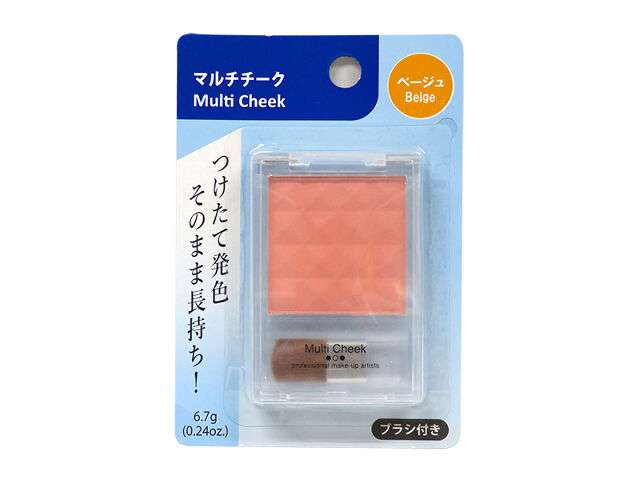 マルチチーク
Multi Cheek
ベージュ
Beige
つけたて発色
そのまま長持ち!
Multi Cheek
professional make-up artists
6.7g
(0.24oz.)
ブラシ付き